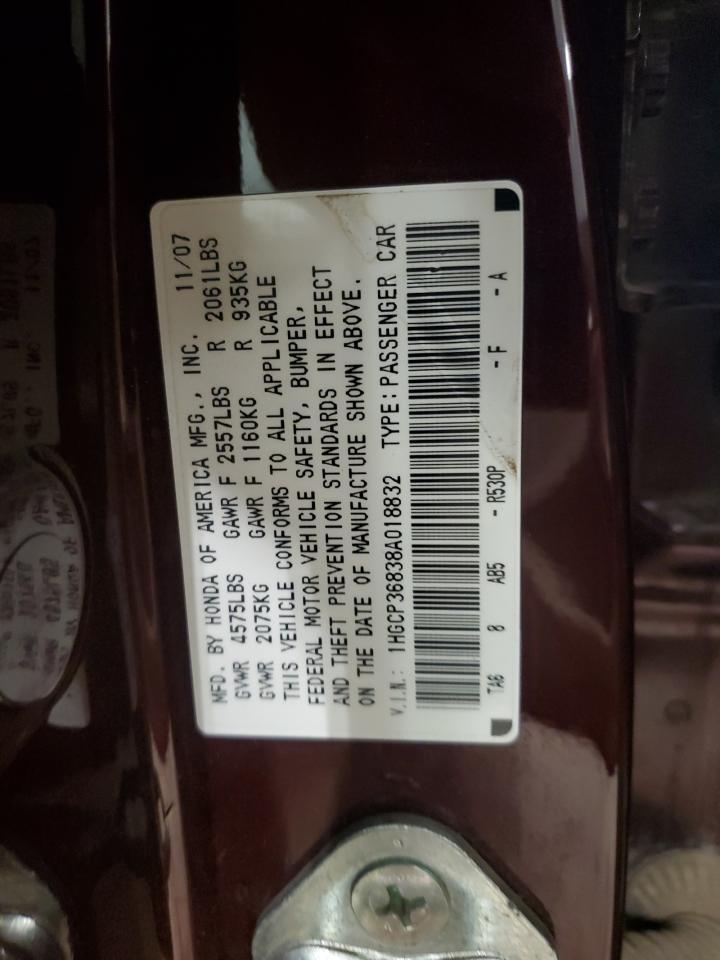 MFD. BY HONDA OF AMERICA MFG., INC. 11/07
GVWR 4575LBS GAWR F 2557LBS R 2061LBS
GVWR 2075KG GAWR F 1160KG R 935KG
THIS VEHICLE CONFORMS TO ALL APPLICABLE
FEDERAL MOTOR VEHICLE SAFETY, BUMPER,
AND THEFT PREVENTION STANDARDS IN EFFECT
ON THE DATE OF MANUFACTURE SHOWN ABOVE.
V.I.N.: 1HGCP36838A018832 TYPE: PASSENGER CAR
TA6 8 AB5 - R530P - F - A